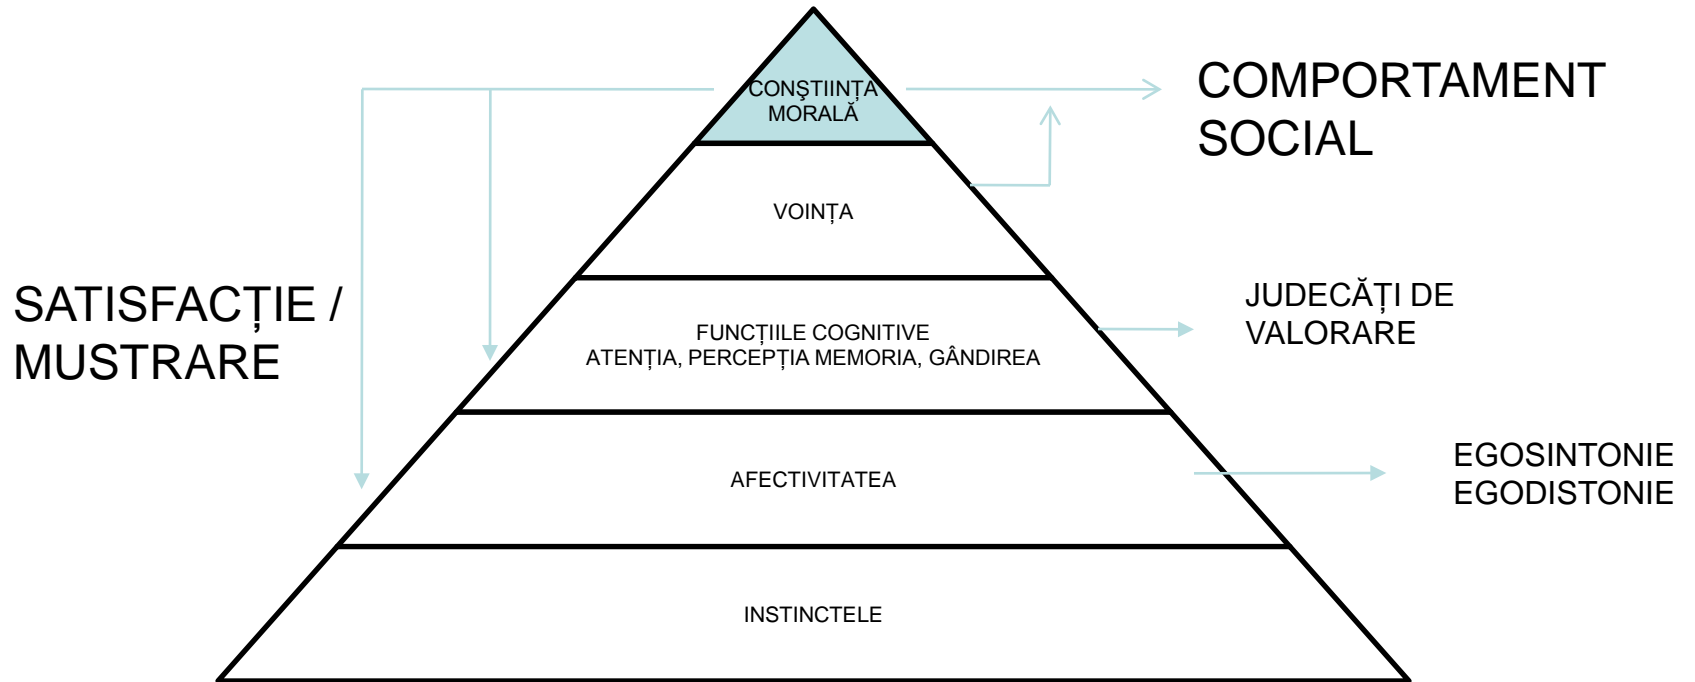 CONŞTIINȚA
MORALĂ
COMPORTAMENT
SOCIAL
VOINȚA
SATISFACȚIE /
MUSTRARE
JUDECĂȚI DE
VALORARE
FUNCȚIILE COGNITIVE
ATENȚIA, PERCEPȚIA MEMORIA, GÂNDIREA
AFECTIVITATEA
EGOSINTONIE
EGODISTONIE
INSTINCTELE